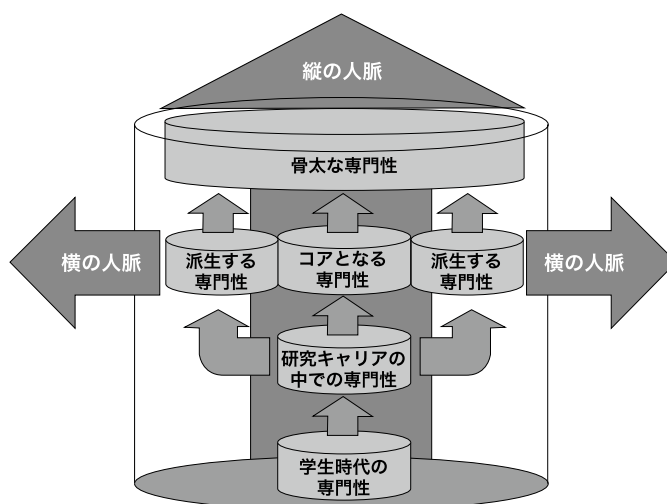 縦の人脈
骨太な専門性
横の人脈
派生する
専門性
コアとなる
専門性
派生する
専門性
横の人脈
研究キャリアの
中での専門性
学生時代の
専門性